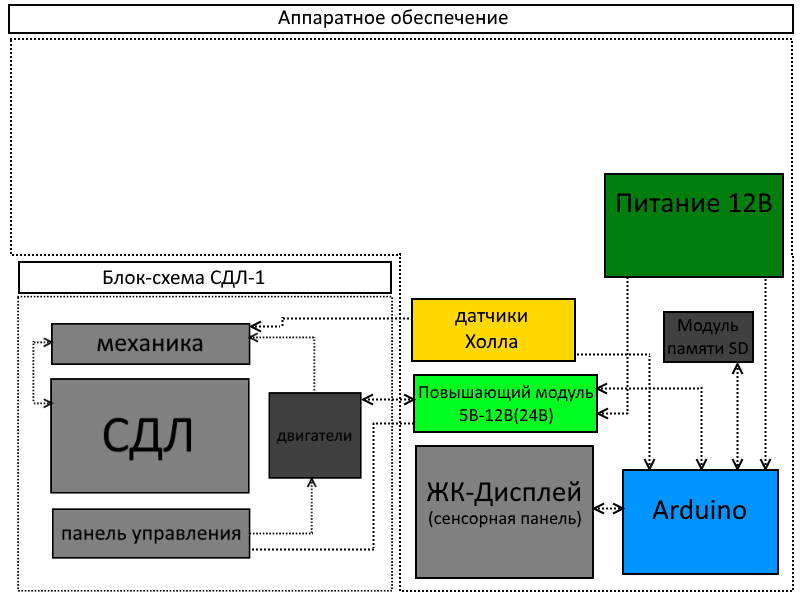 Аппаратное обеспечение
Питание 12В
Блок-схема СДЛ-1
датчики
Холла
Модуль
памяти SD
механика
Повышающий модуль
5В-12В(24В)
СДЛ
двигатели
ЖК-Дисплей
(сенсорная панель)
Arduino
панель управления